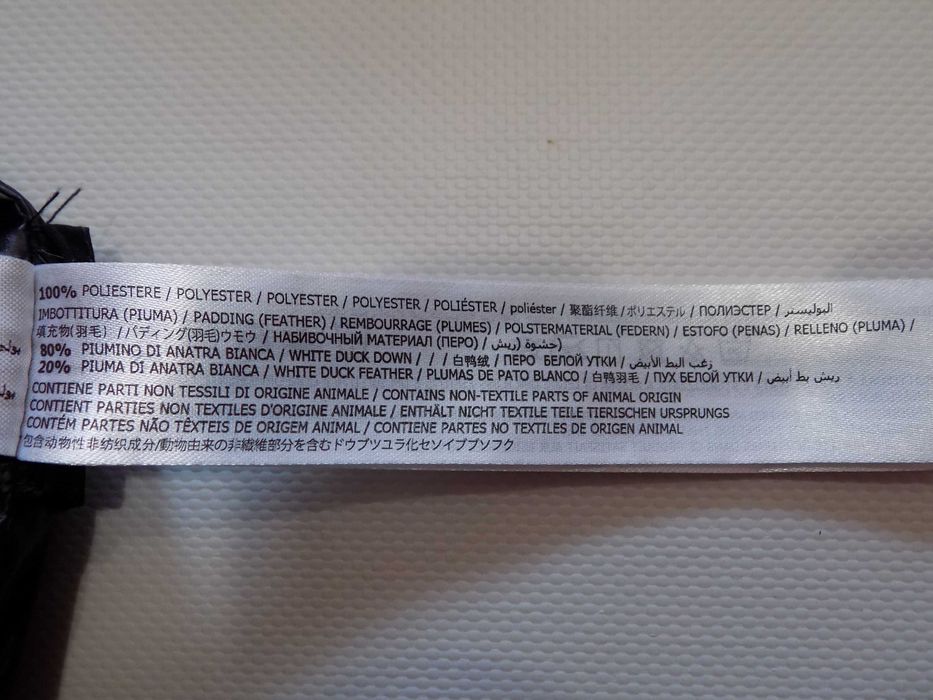 100% POLIESTERE / POLYESTER / POLYESTER / POLYESTER / POLIÉSTER / poliéster / 聚酯纤维 / ポリエステル / ПОЛИЭСТЕР / البوليستر
IMBOTTITURA (PIUMA) / PADDING (FEATHER) / REMBOURRAGE (PLUMES) / POLSTERMATERIAL (FEDERN) / ESTOFO (PENAS) / RELLENO (PLUMA) /
填充物(羽毛) /パディング(羽毛)ウモウ / НАБИВОЧНЫЙ МАТЕРИАЛ (ПЕРО) / حشوة (ريش)
80% PIUMINO DI ANATRA BIANCA / WHITE DUCK DOWN / / / 白鸭绒 / ПЕРО БЕЛОЙ УТКИ / زغب البط الأبيض
20% PIUMA DI ANATRA BIANCA / WHITE DUCK FEATHER / PLUMAS DE PATO BLANCO / 白鸭羽毛 / ПУХ БЕЛОЙ УТКИ / ريش بط أبيض
CONTIENE PARTI NON TESSILI DI ORIGINE ANIMALE / CONTAINS NON-TEXTILE PARTS OF ANIMAL ORIGIN
CONTIENT PARTIES NON TEXTILES D'ORIGINE ANIMALE / ENTHÄLT NICHT TEXTILE TEILE TIERISCHEN URSPRUNGS
CONTÉM PARTES NÃO TÊXTEIS DE ORIGEM ANIMAL / CONTIENE PARTES NO TEXTILES DE ORIGEN ANIMAL
包含动物性非纺织成分/動物由来の非繊維部分を含むドウブツユラ化セソイブブソフク